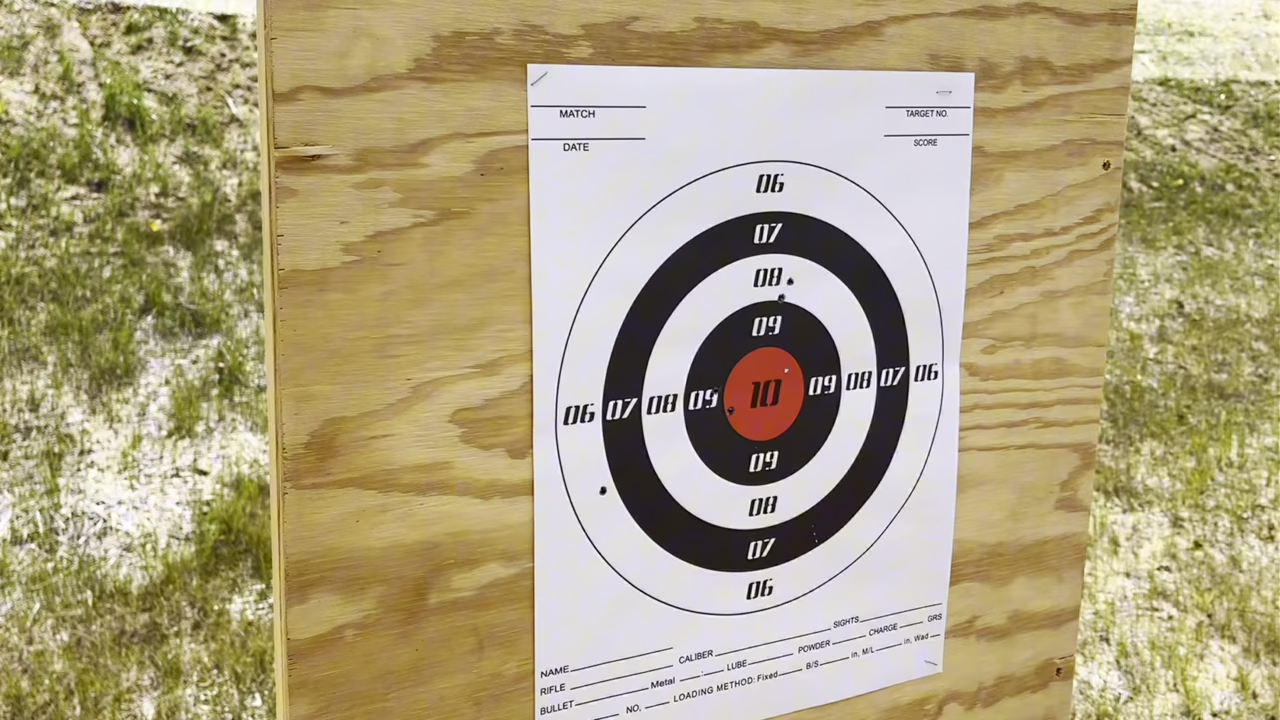 MATCH
TARGET NO.
DATE
SCORE
06
07
08
09
06 07 08 09 10 09 08 07 06
09
08
07
06
NAME CALIBER SIGHTS
RIFLE Metal : LUBE POWDER CHARGE GRS
BULLET NO, LOADING METHOD: Fixed B/S in, M/L in, Wad